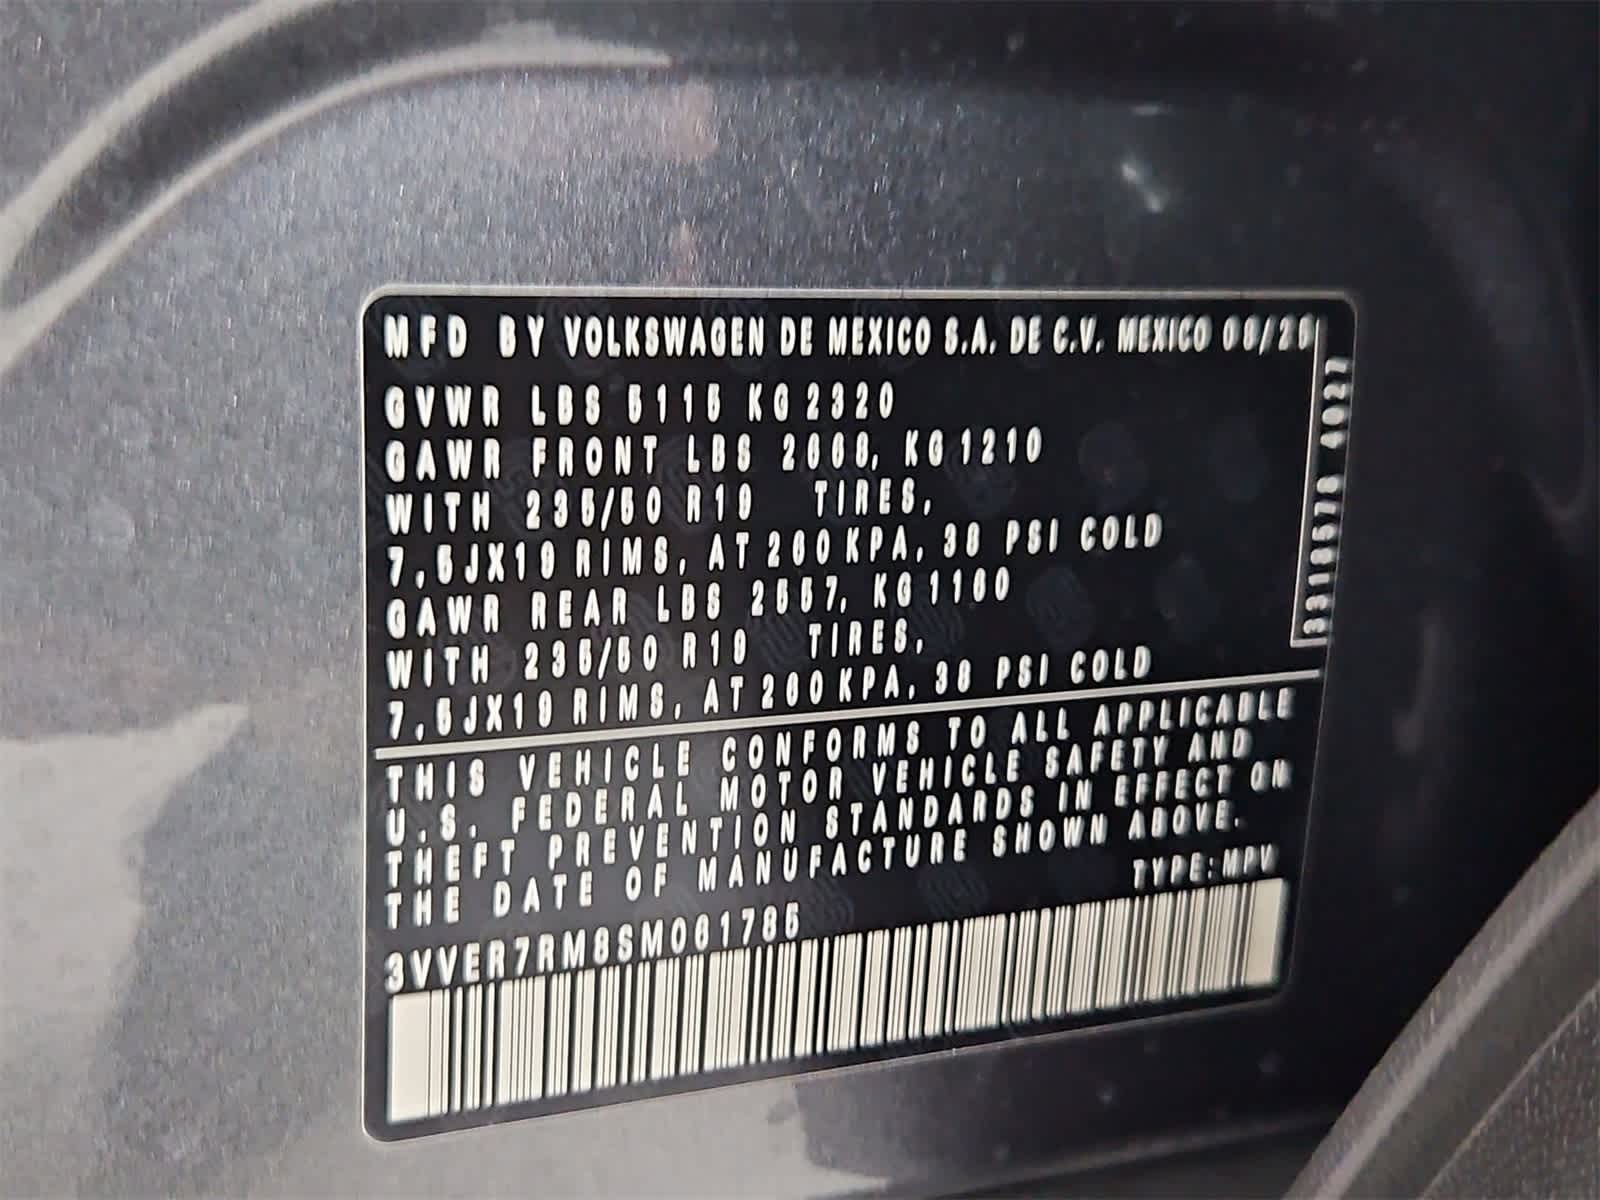 MFD BY VOLKSWAGEN DE MEXICO S.A. DE C.V. MEXICO
GVWR LBS 5115 KG 2320
GAWR FRONT LBS 2668, KG 1210
WITH 235/50 R19 TIRES,
7,5JX19 RIMS, AT 260 KPA, 38 PSI COLD
GAWR REAR LBS 2557, KG 1160
WITH 235/50 R19 TIRES,
7,5JX19 RIMS, AT 260 KPA, 38 PSI COLD
THIS VEHICLE CONFORMS TO ALL APPLICABLE
U.S. FEDERAL MOTOR VEHICLE SAFETY AND
THEFT PREVENTION STANDARDS IN EFFECT ON
THE DATE OF MANUFACTURE SHOWN ABOVE.
TYPE: MPV
3VVER7RM8SM061785